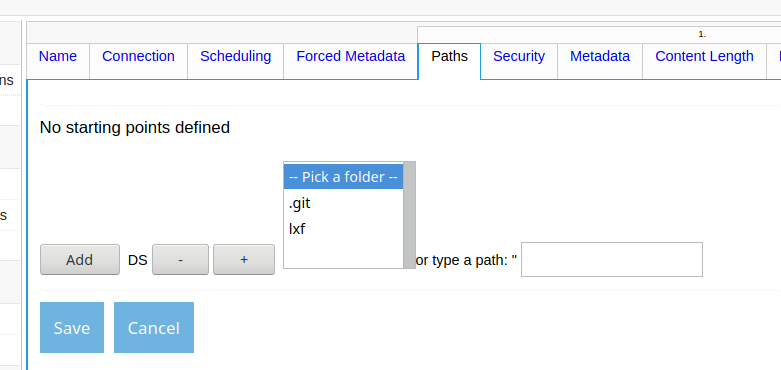 1.
Name Connection Scheduling Forced Metadata Paths Security Metadata Content Length
ns
No starting points defined
-- Pick a folder --
.git
s
lxf
Add DS - + or type a path: "
Save Cancel